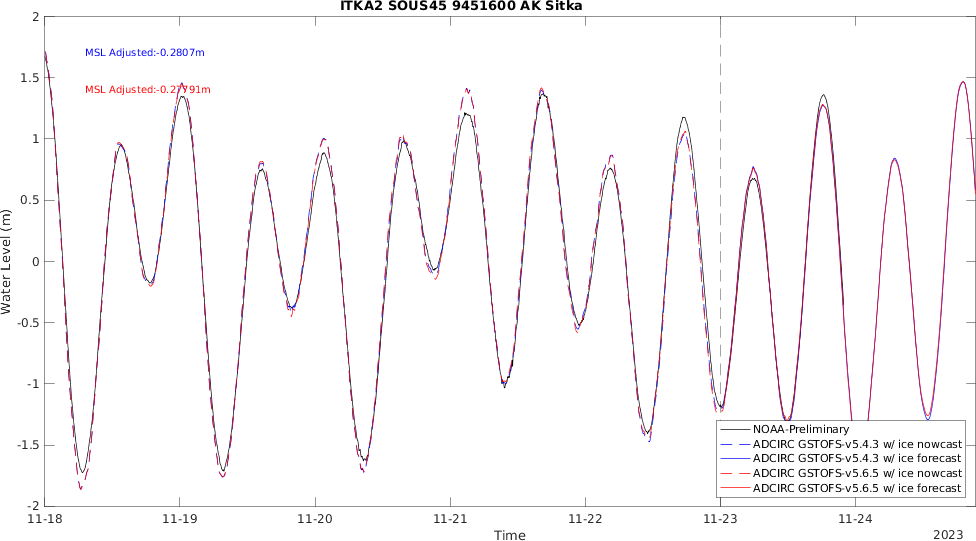 ITKA2 SOUS45 9451600 AK Sitka
2
1.5
1
0.5
0
-0.5
-1
-1.5
-2
Water Level (m)
MSL Adjusted:-0.2807m
MSL Adjusted:-0.27791m
NOAA-Preliminary
ADCIRC GSTOFS-v5.4.3 w/ ice nowcast
ADCIRC GSTOFS-v5.4.3 w/ ice forecast
ADCIRC GSTOFS-v5.6.5 w/ ice nowcast
ADCIRC GSTOFS-v5.6.5 w/ ice forecast
11-18 11-19 11-20 11-21 11-22 11-23 11-24
Time
2023